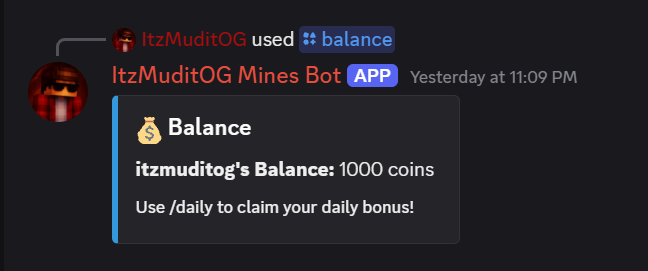 ItzMuditOG used balance
ItzMuditOG Mines Bot APP Yesterday at 11:09 PM
Balance
itzmuditog's Balance: 1000 coins
Use /daily to claim your daily bonus!